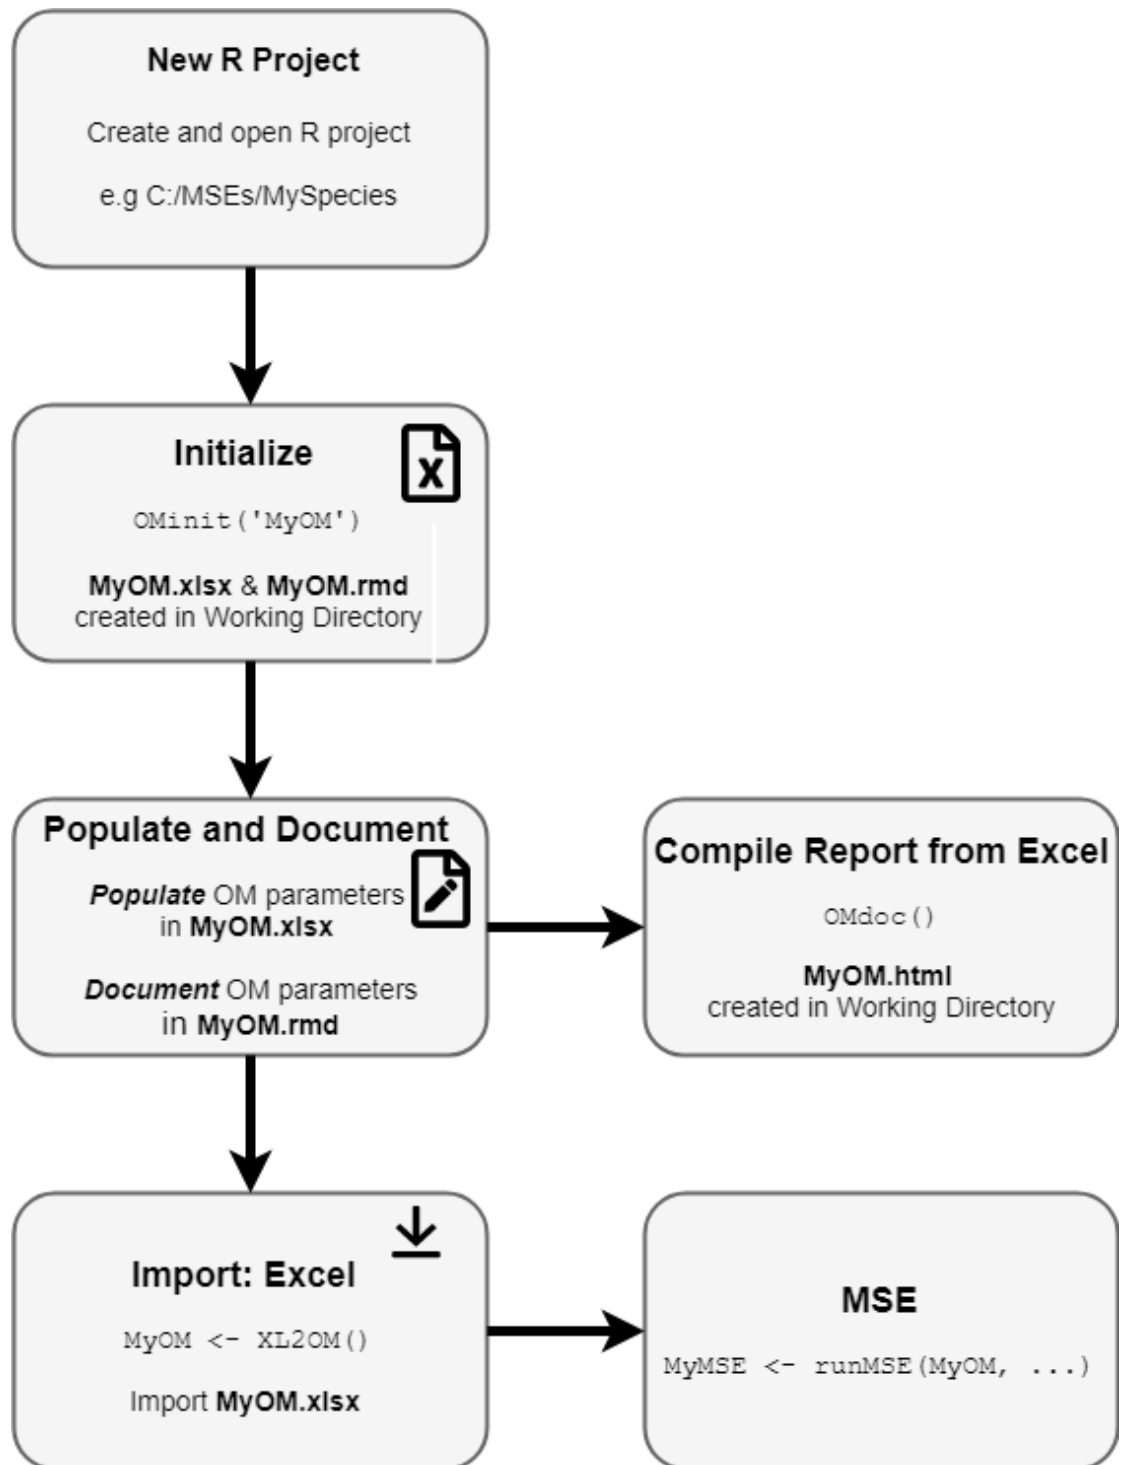 New R Project
Create and open R project
e.g C:/MSEs/MySpecies
Initialize
X
OMinit('MyOM')
MyOM.xlsx & MyOM.rmd
created in Working Directory
Populate and Document
Populate OM parameters
in MyOM.xlsx
Document OM parameters
in MyOM.rmd
Compile Report from Excel
OMdoc()
MyOM.html
created in Working Directory
Import: Excel
MyOM <- XL2OM()
Import MyOM.xlsx
MSE
MyMSE <- runMSE(MyOM, ...)